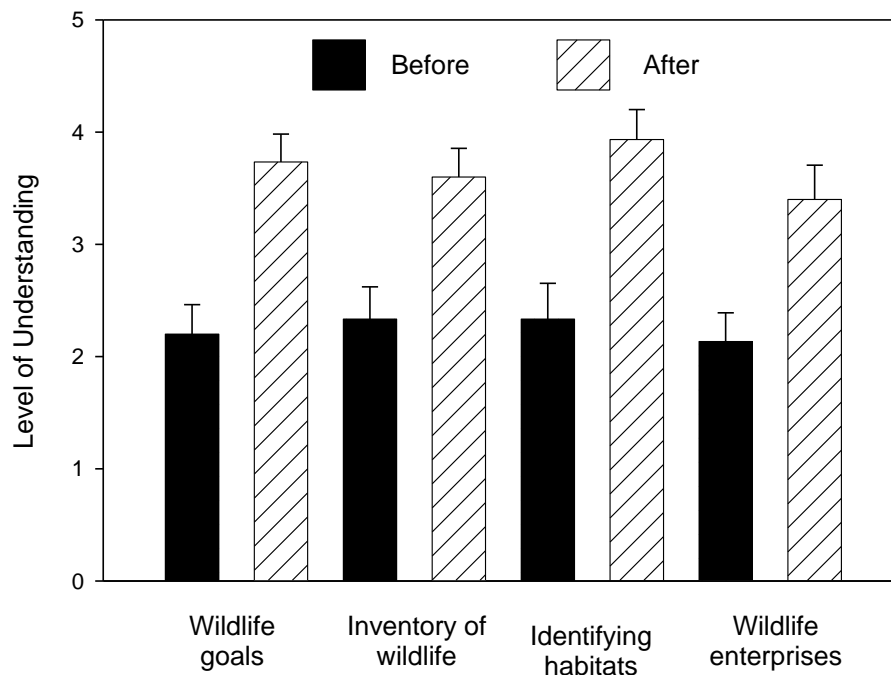 5
Before After
4
3
2
1
0
Level of Understanding
Wildlife
goals
Inventory of
wildlife
Identifying
habitats
Wildlife
enterprises